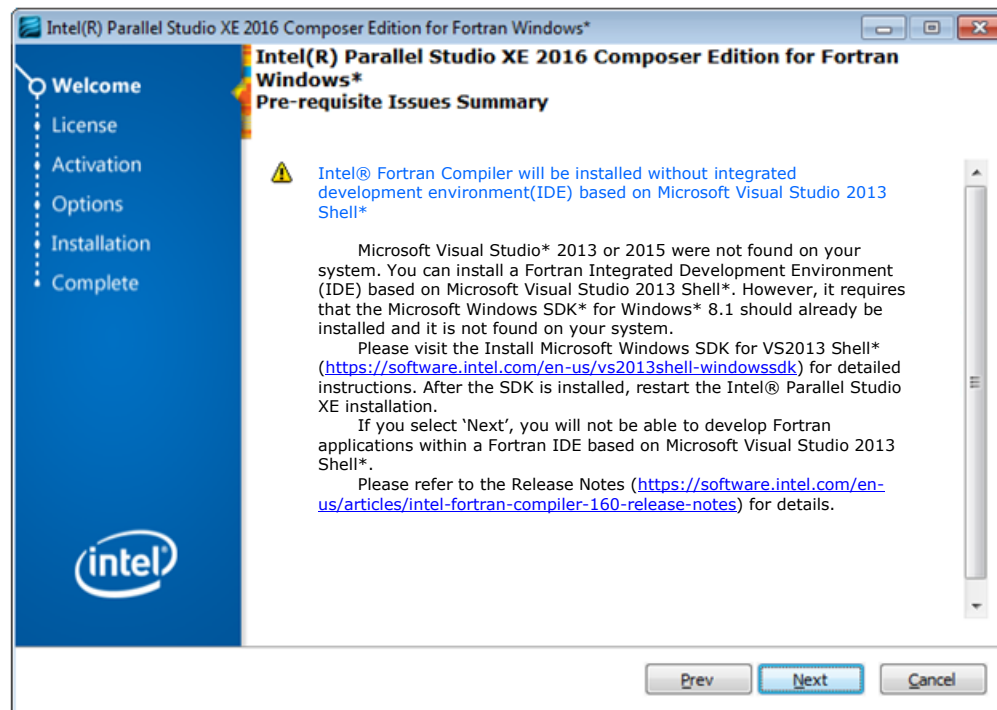 Intel(R) Parallel Studio XE 2016 Composer Edition for Fortran Windows*
Welcome
License
Activation
Options
Installation
Complete
intel
Intel(R) Parallel Studio XE 2016 Composer Edition for Fortran
Windows*
Pre-requisite Issues Summary
Intel® Fortran Compiler will be installed without integrated
development environment(IDE) based on Microsoft Visual Studio 2013
Shell*
Microsoft Visual Studio* 2013 or 2015 were not found on your
system. You can install a Fortran Integrated Development Environment
(IDE) based on Microsoft Visual Studio 2013 Shell*. However, it requires
that the Microsoft Windows SDK* for Windows* 8.1 should already be
installed and it is not found on your system.
Please visit the Install Microsoft Windows SDK for VS2013 Shell*
(https://software.intel.com/en-us/vs2013shell-windowssdk) for detailed
instructions. After the SDK is installed, restart the Intel® Parallel Studio
XE installation.
If you select ‘Next’, you will not be able to develop Fortran
applications within a Fortran IDE based on Microsoft Visual Studio 2013
Shell*.
Please refer to the Release Notes (https://software.intel.com/en-
us/articles/intel-fortran-compiler-160-release-notes) for details.
Prev
Next
Cancel